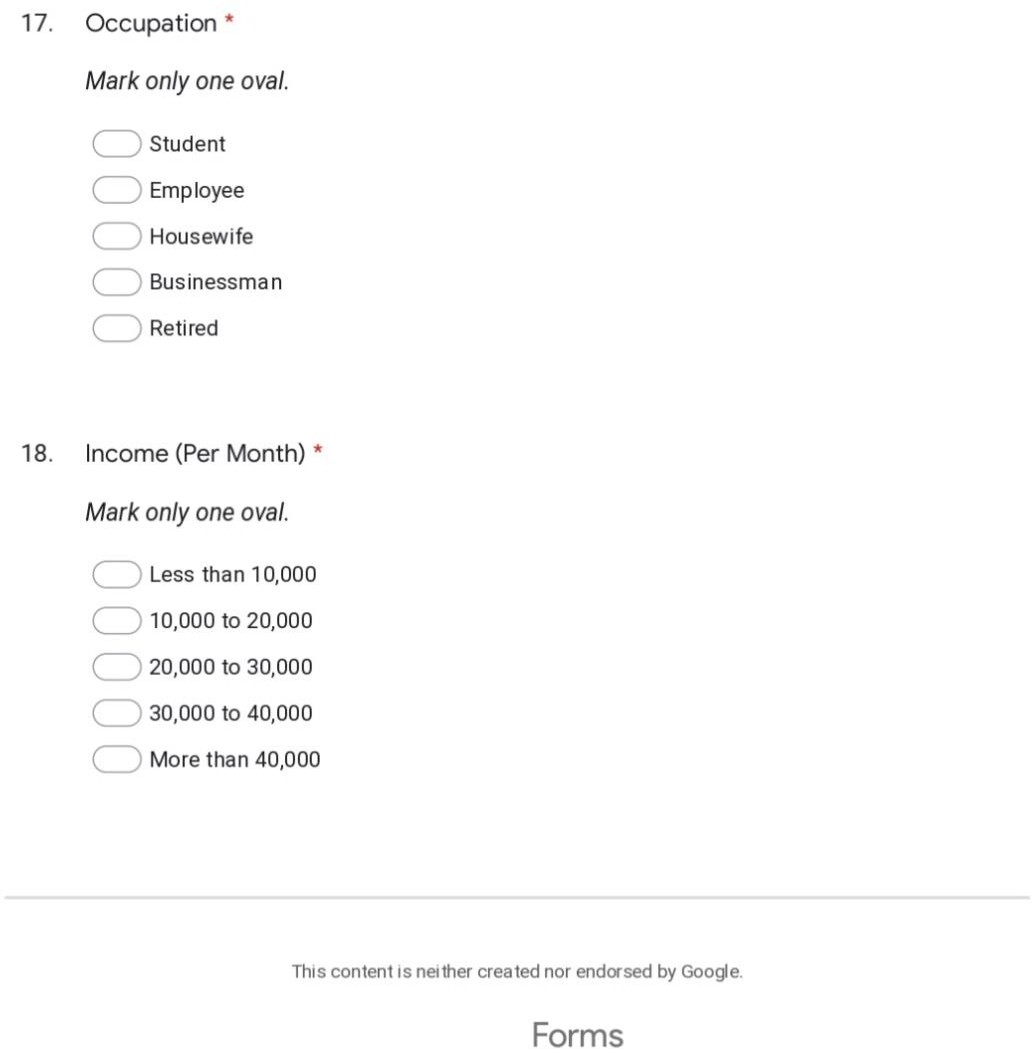 17. Occupation *
Mark only one oval.
Student
Employee
Housewife
Businessman
Retired
18. Income (Per Month) *
Mark only one oval.
Less than 10,000
10,000 to 20,000
20,000 to 30,000
30,000 to 40,000
More than 40,000
This content is neither created nor endorsed by Google.
Forms